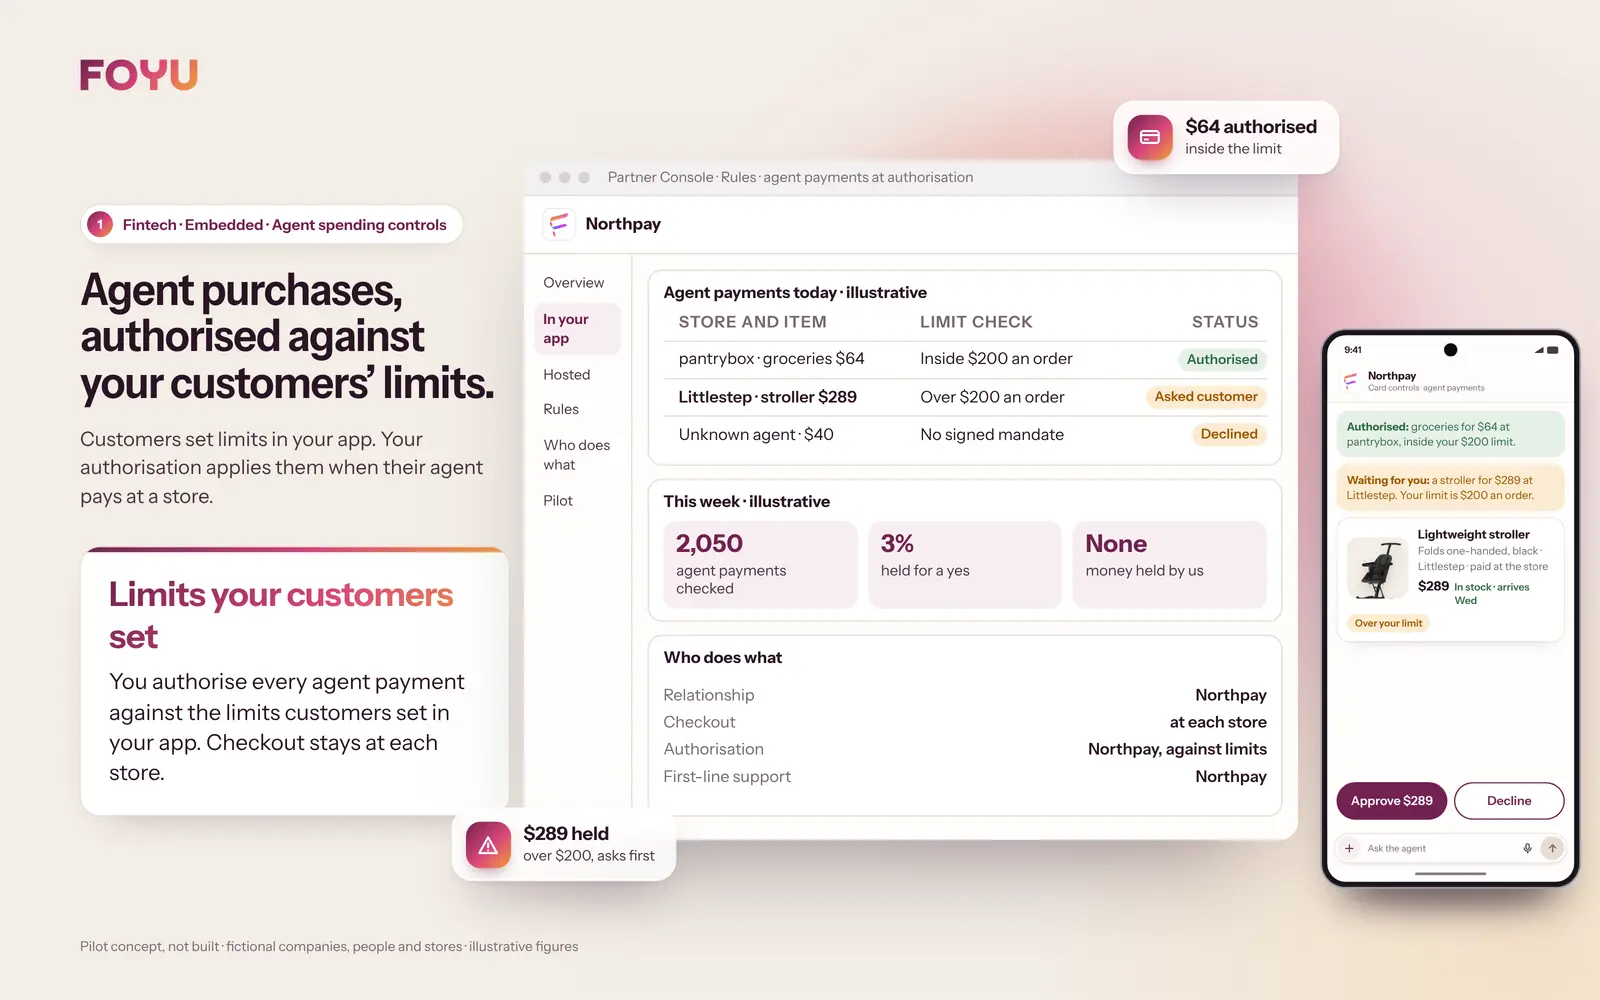 FOYU
1 Fintech · Embedded · Agent spending controls
Agent purchases,
authorised against
your customers’ limits.
Customers set limits in your app. Your
authorisation applies them when their agent
pays at a store.
Limits your customers
set
You authorise every agent payment
against the limits customers set in
your app. Checkout stays at each
store.
$64 authorised
inside the limit
Partner Console · Rules · agent payments at authorisation
Northpay
Overview
In your
app
Hosted
Rules
Who does
what
Pilot
Agent payments today · illustrative
STORE AND ITEM LIMIT CHECK STATUS
pantrybox · groceries $64 Inside $200 an order Authorised
Littlestep · stroller $289 Over $200 an order Asked customer
Unknown agent · $40 No signed mandate Declined
This week · illustrative
2,050
agent payments
checked
3%
held for a yes
None
money held by us
Who does what
Relationship Northpay
Checkout at each store
Authorisation Northpay, against limits
First-line support Northpay
$289 held
over $200, asks first
9:41
Northpay
Card controls · agent payments
Authorised: groceries for $64 at
pantrybox, inside your $200 limit.
Waiting for you: a stroller for $289 at
Littlestep. Your limit is $200 an order.
Lightweight stroller
Folds one-handed, black ·
Littlestep · paid at the store
$289 In stock · arrives
Wed
Over your limit
Approve $289 Decline
Ask the agent
Pilot concept, not built · fictional companies, people and stores · illustrative figures